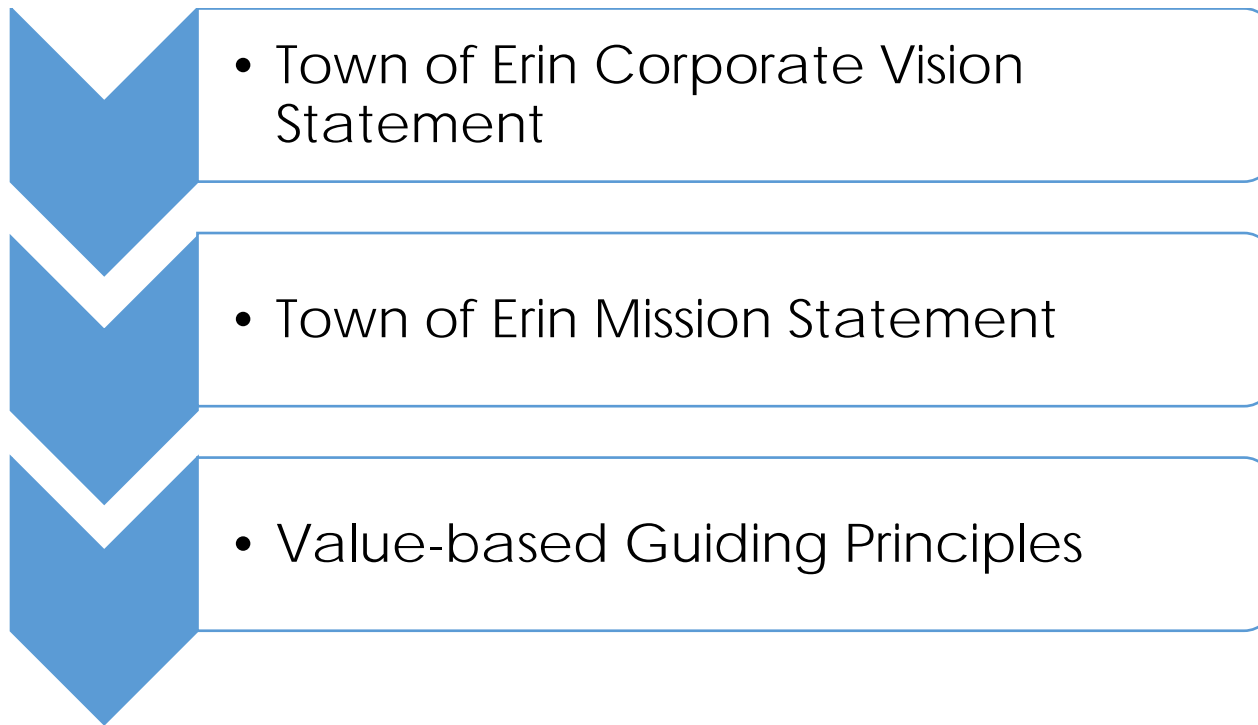 • Town of Erin Corporate Vision
Statement
• Town of Erin Mission Statement
• Value-based Guiding Principles